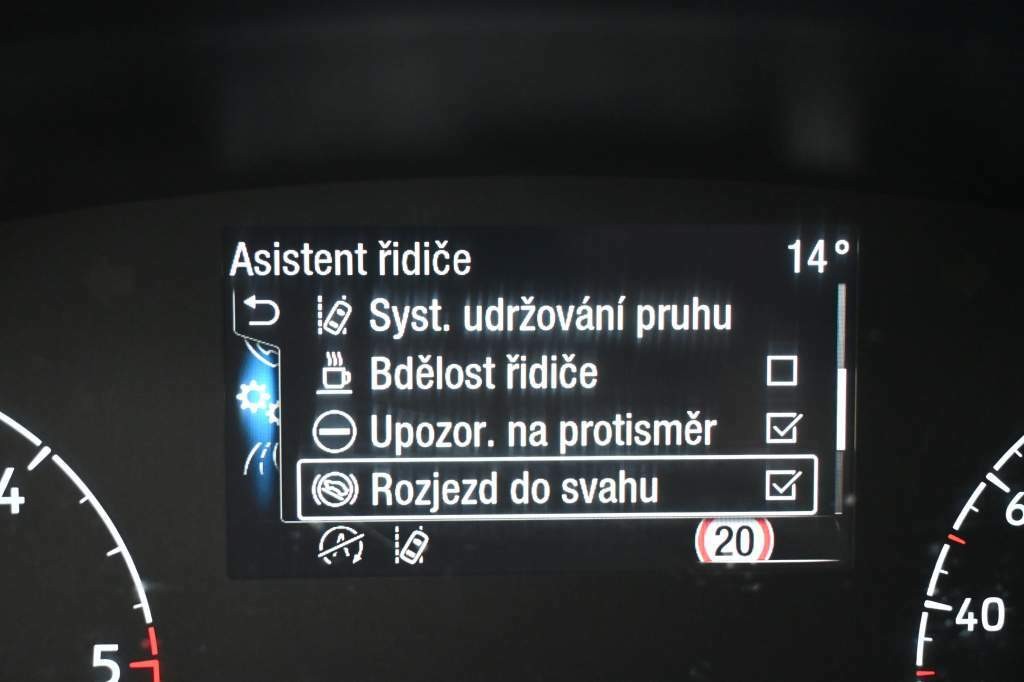 Asistent řidiče 14°
Syst. udržování pruhu
Bdělost řidiče
Upozor. na protisměr
Rozjezd do svahu
A 20
4
5
6
40